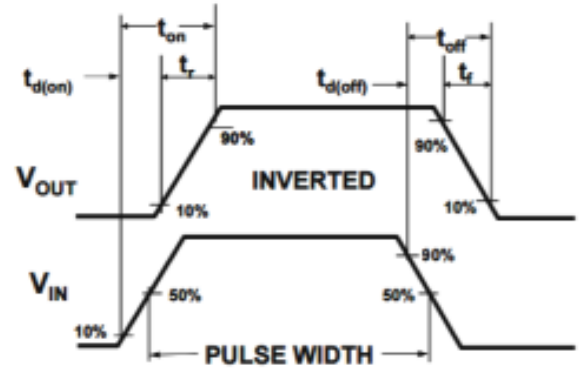 t_on t_off
t_d(on) t_r t_d(off) t_f
90% 90%
V_OUT INVERTED
10% 10%
90%
V_IN 50% 50%
10%
PULSE WIDTH